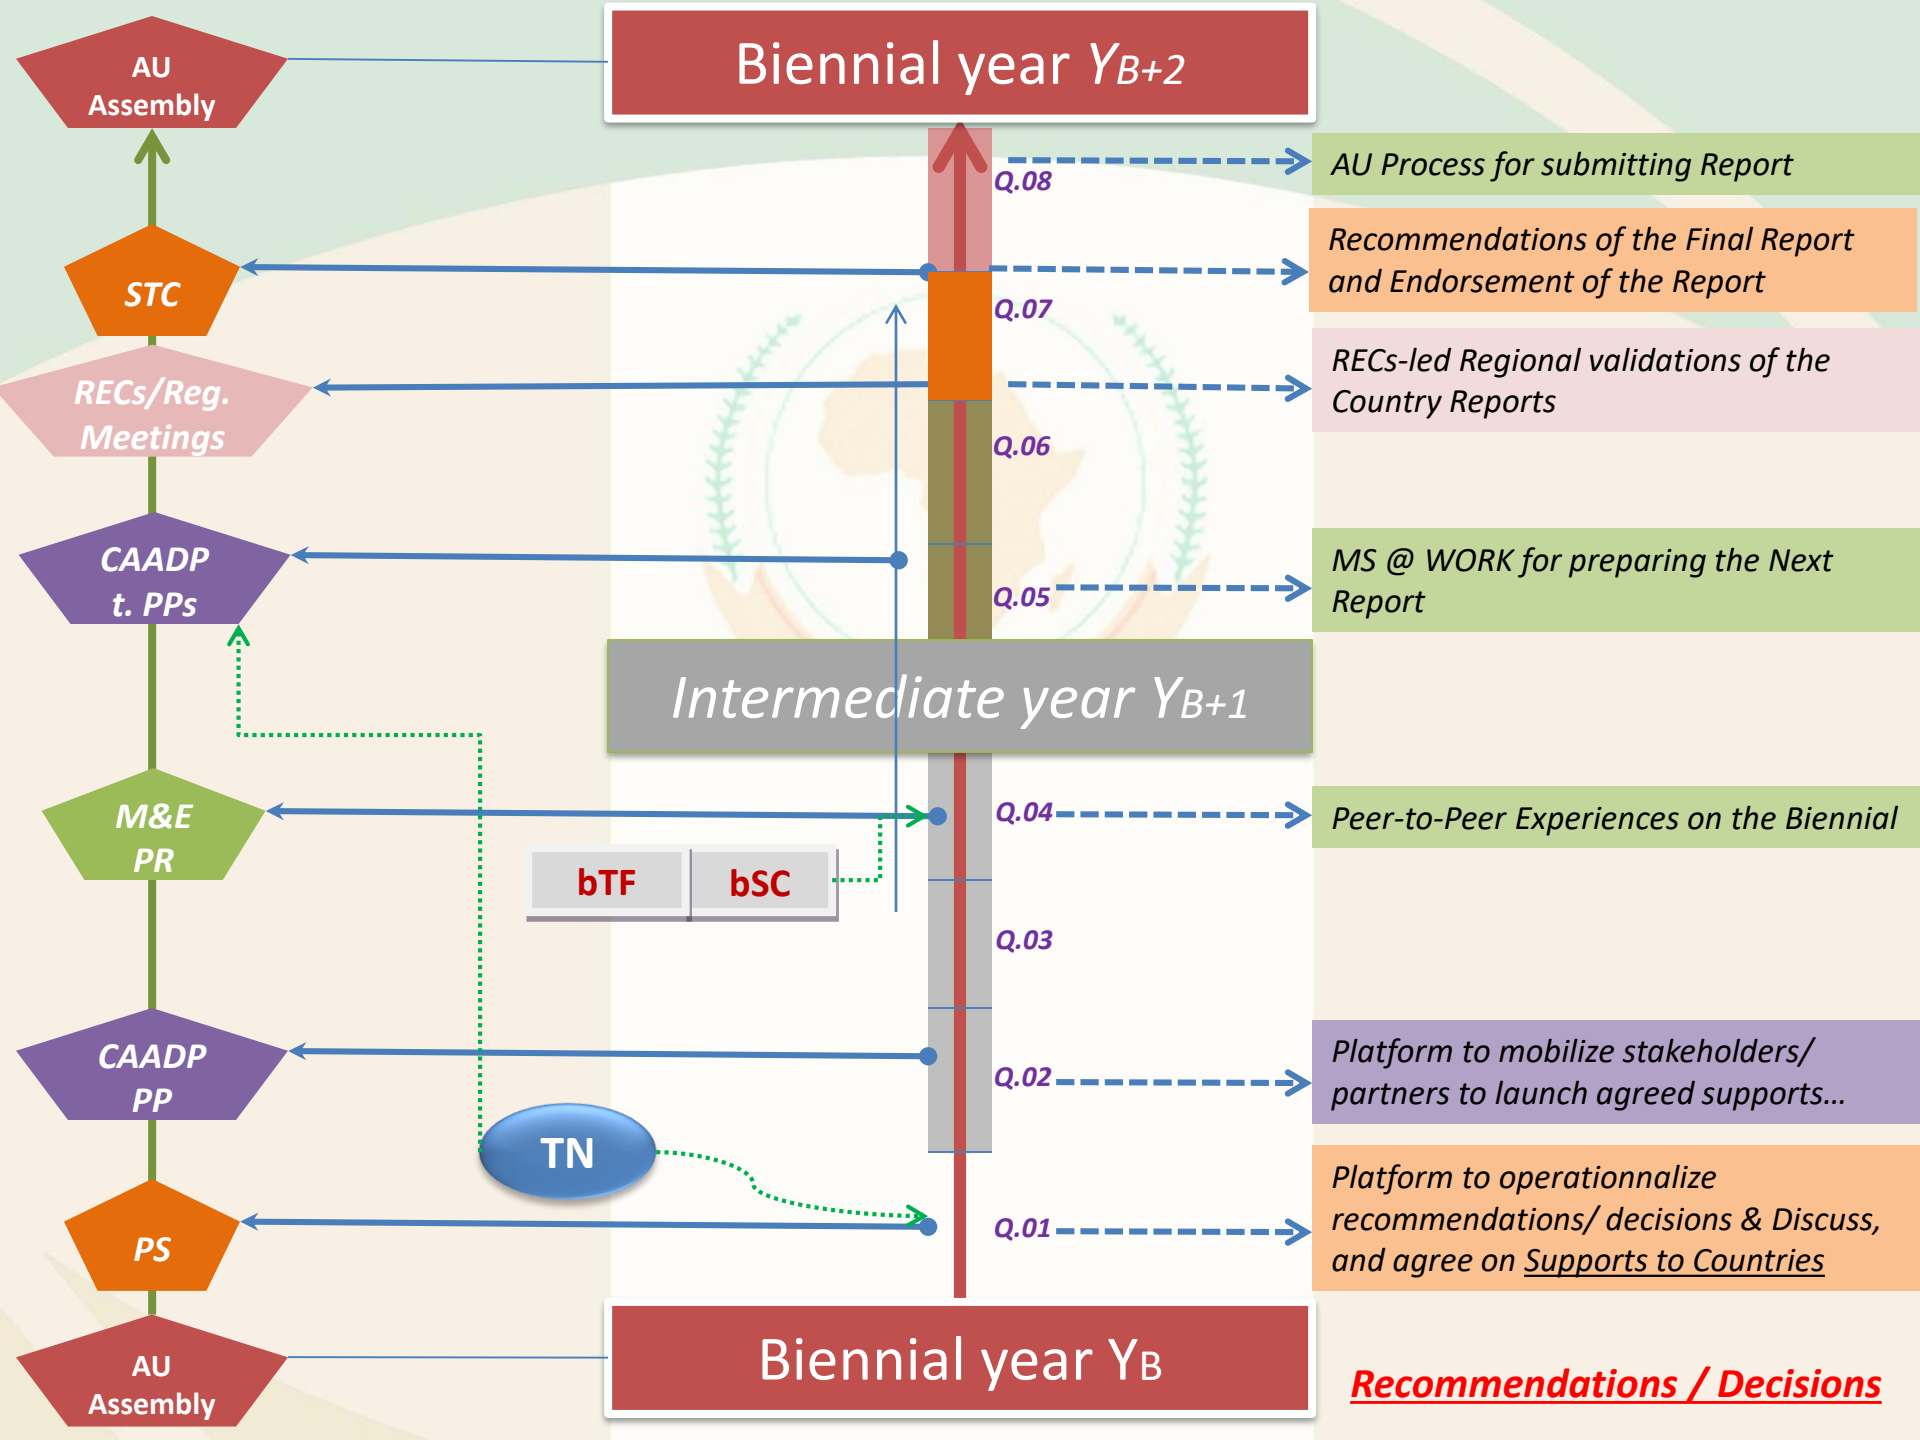 AU
Assembly
Biennial year YB+2
Q.08
AU Process for submitting Report
STC
Recommendations of the Final Report
and Endorsement of the Report
Q.07
RECs/Reg.
Meetings
RECs-led Regional validations of the
Country Reports
Q.06
CAADP
t. PPs
Q.05
MS @ WORK for preparing the Next
Report
Intermediate year YB+1
M&E
PR
Q.04
Peer-to-Peer Experiences on the Biennial
bTF
bSC
Q.03
CAADP
PP
Q.02
Platform to mobilize stakeholders/
partners to launch agreed supports...
TN
PS
Q.01
Platform to operationnalize
recommendations/ decisions & Discuss,
and agree on Supports to Countries
AU
Assembly
Biennial year YB
Recommendations / Decisions